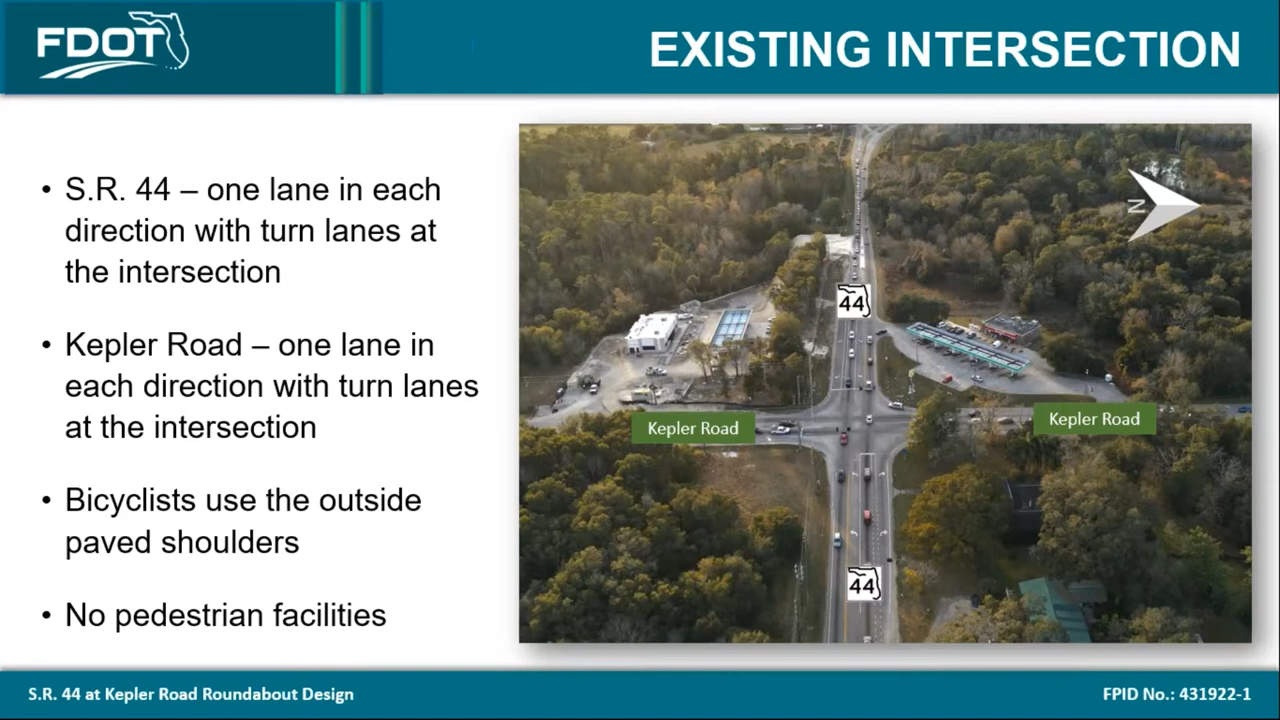 FDOT
EXISTING INTERSECTION
• S.R. 44 – one lane in each
direction with turn lanes at
the intersection
• Kepler Road – one lane in
each direction with turn lanes
at the intersection
• Bicyclists use the outside
paved shoulders
• No pedestrian facilities
N
44
Kepler Road
Kepler Road
44
S.R. 44 at Kepler Road Roundabout Design
FPID No.: 431922-1